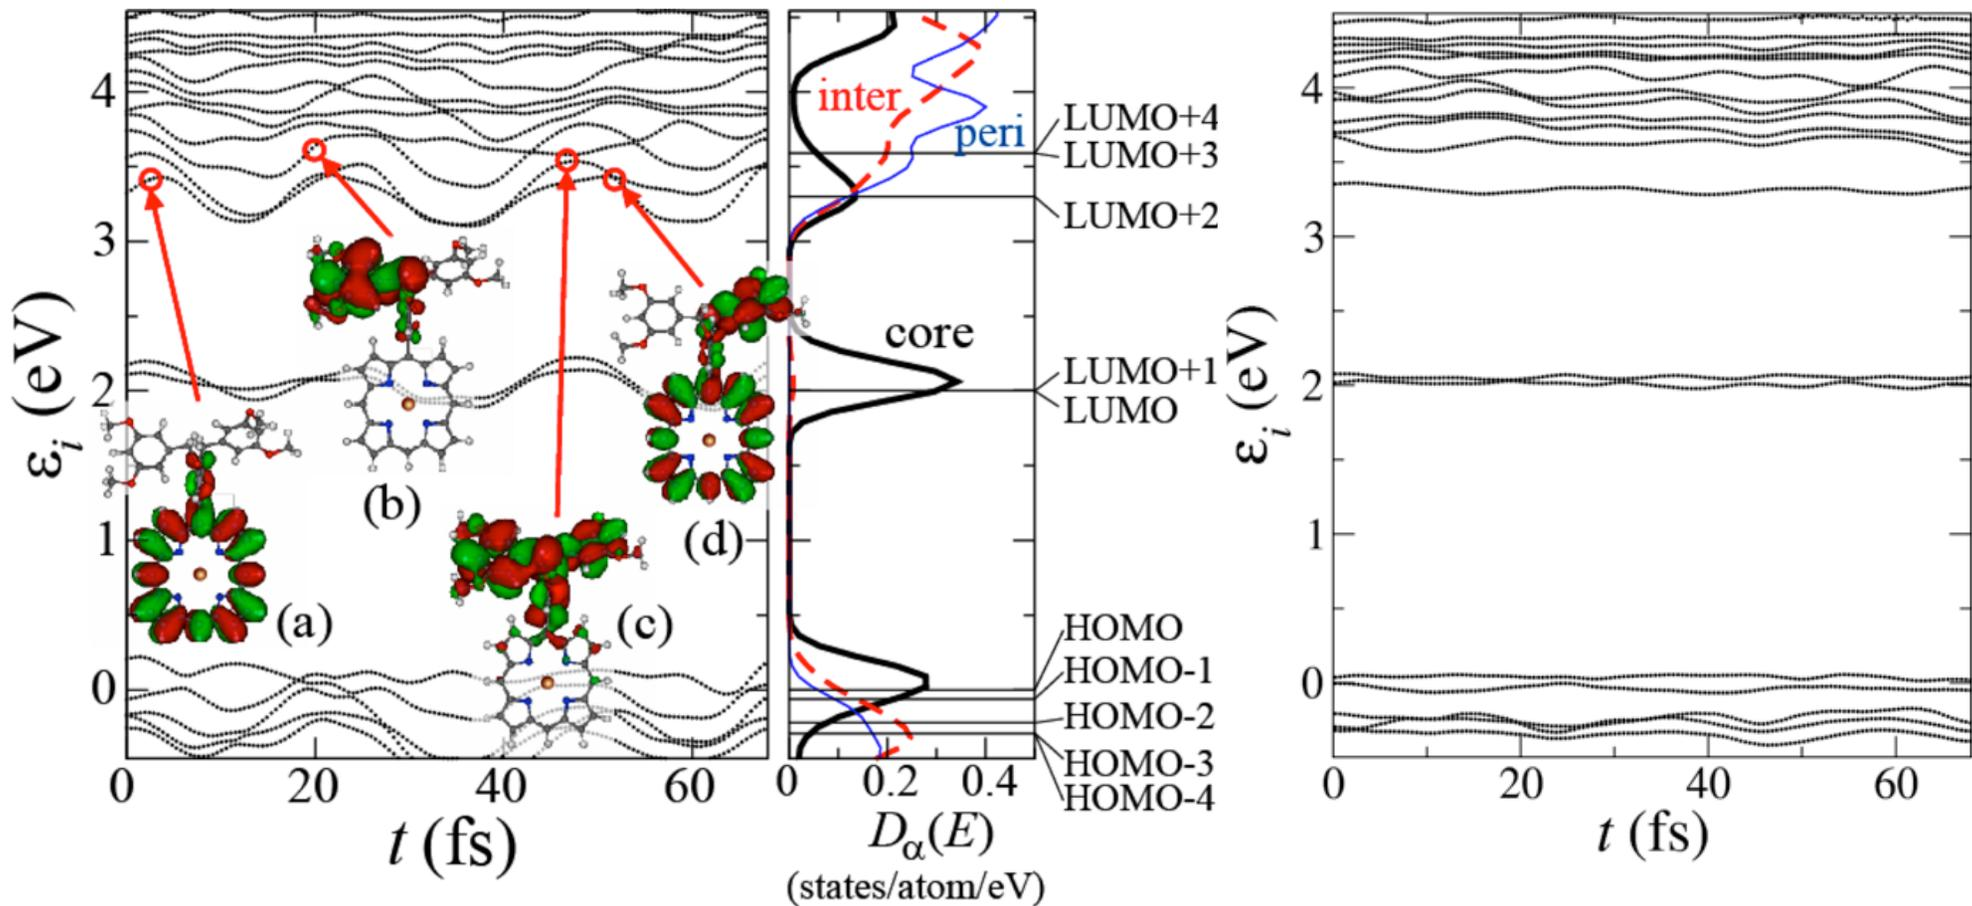 4
3
2
1
0
ε_i (eV)
0
20
40
60
t (fs)
(a)
(b)
(c)
(d)
inter
peri
core
0
0.2
0.4
D_α(E)
(states/atom/eV)
LUMO+4
LUMO+3
LUMO+2
LUMO+1
LUMO
HOMO
HOMO-1
HOMO-2
HOMO-3
HOMO-4
4
3
2
1
0
ε_i (eV)
0
20
40
60
t (fs)